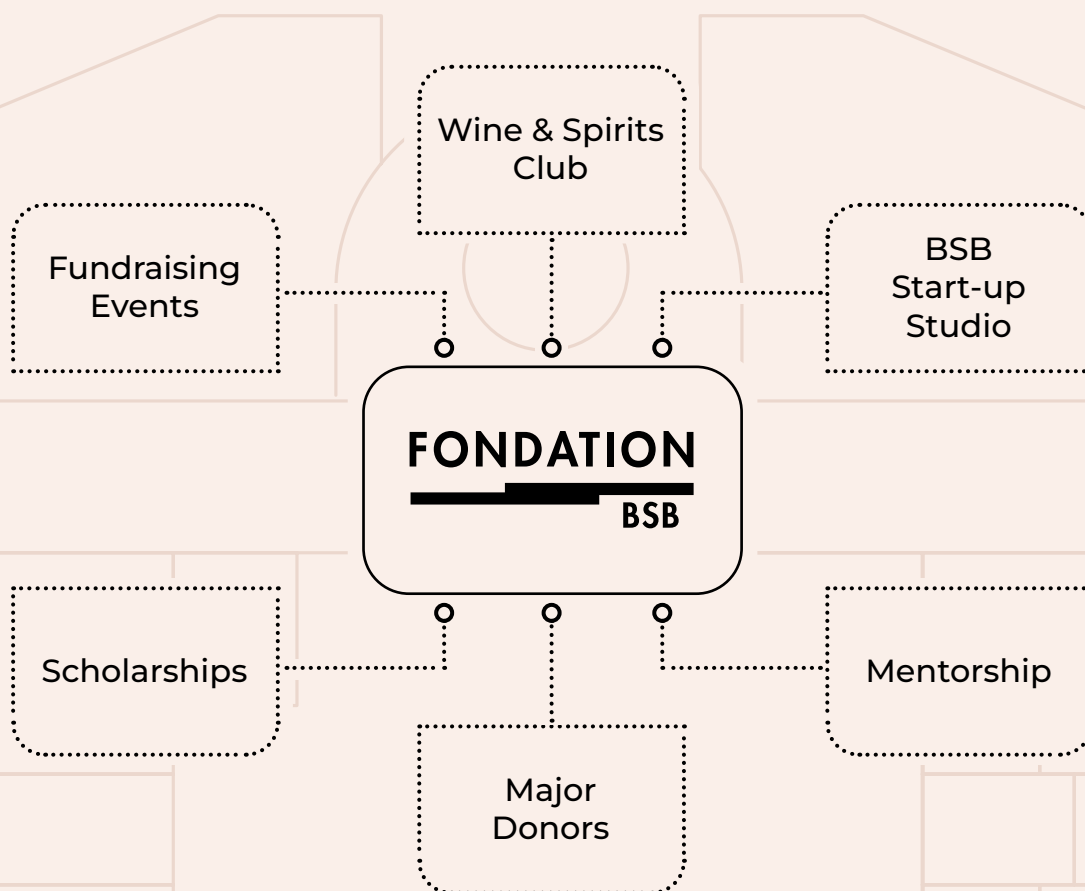 Wine & Spirits
Club
Fundraising
Events
BSB
Start-up
Studio
FONDATION
BSB
Scholarships
Mentorship
Major
Donors